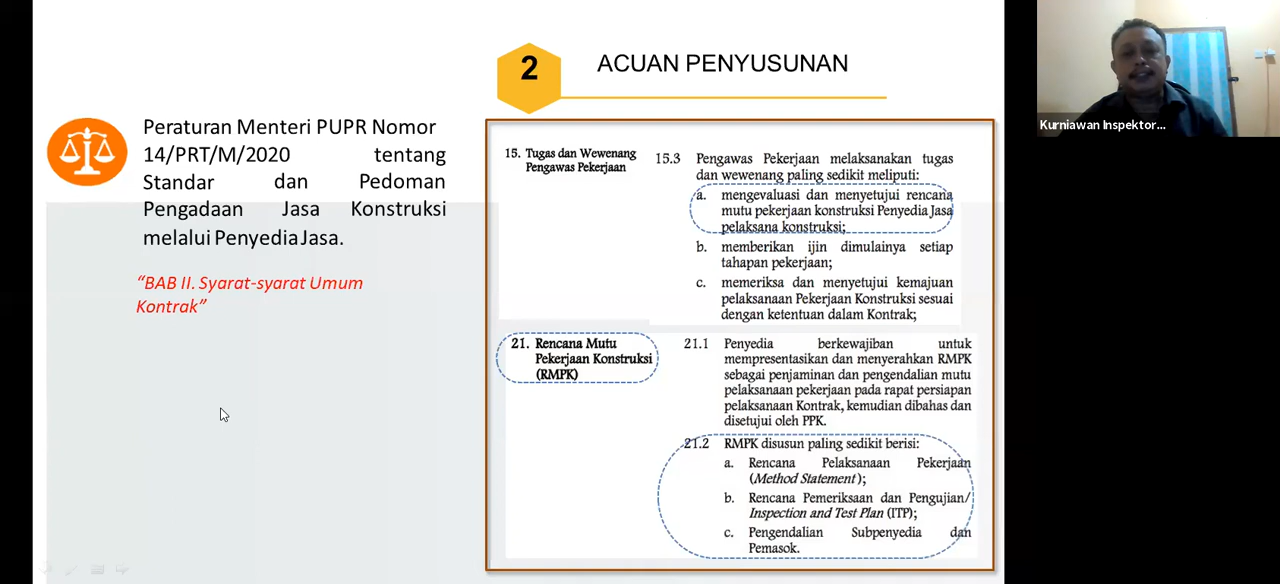 2
ACUAN PENYUSUNAN
Peraturan Menteri PUPR Nomor
14/PRT/M/2020 tentang
Standar dan Pedoman
Pengadaan Jasa Konstruksi
melalui Penyedia Jasa.
“BAB II. Syarat-syarat Umum
Kontrak”
15. Tugas dan Wewenang
Pengawas Pekerjaan
15.3 Pengawas Pekerjaan melaksanakan tugas
dan wewenang paling sedikit meliputi:
a. mengevaluasi dan menyetujui rencana
mutu pekerjaan konstruksi Penyedia Jasa
pelaksana konstruksi;
b. memberikan ijin dimulainya setiap
tahapan pekerjaan;
c. memeriksa dan menyetujui kemajuan
pelaksanaan Pekerjaan Konstruksi sesuai
dengan ketentuan dalam Kontrak;
21. Rencana Mutu
Pekerjaan Konstruksi
(RMPK)
21.1 Penyedia berkewajiban untuk
mempresentasikan dan menyerahkan RMPK
sebagai penjaminan dan pengendalian mutu
pelaksanaan pekerjaan pada rapat persiapan
pelaksanaan Kontrak, kemudian dibahas dan
disetujui oleh PPK.
21.2 RMPK disusun paling sedikit berisi:
a. Rencana Pelaksanaan Pekerjaan
(Method Statement);
b. Rencana Pemeriksaan dan Pengujian/
Inspection and Test Plan (ITP);
c. Pengendalian Subpenyedia dan
Pemasok.
Kurniawan Inspektor...